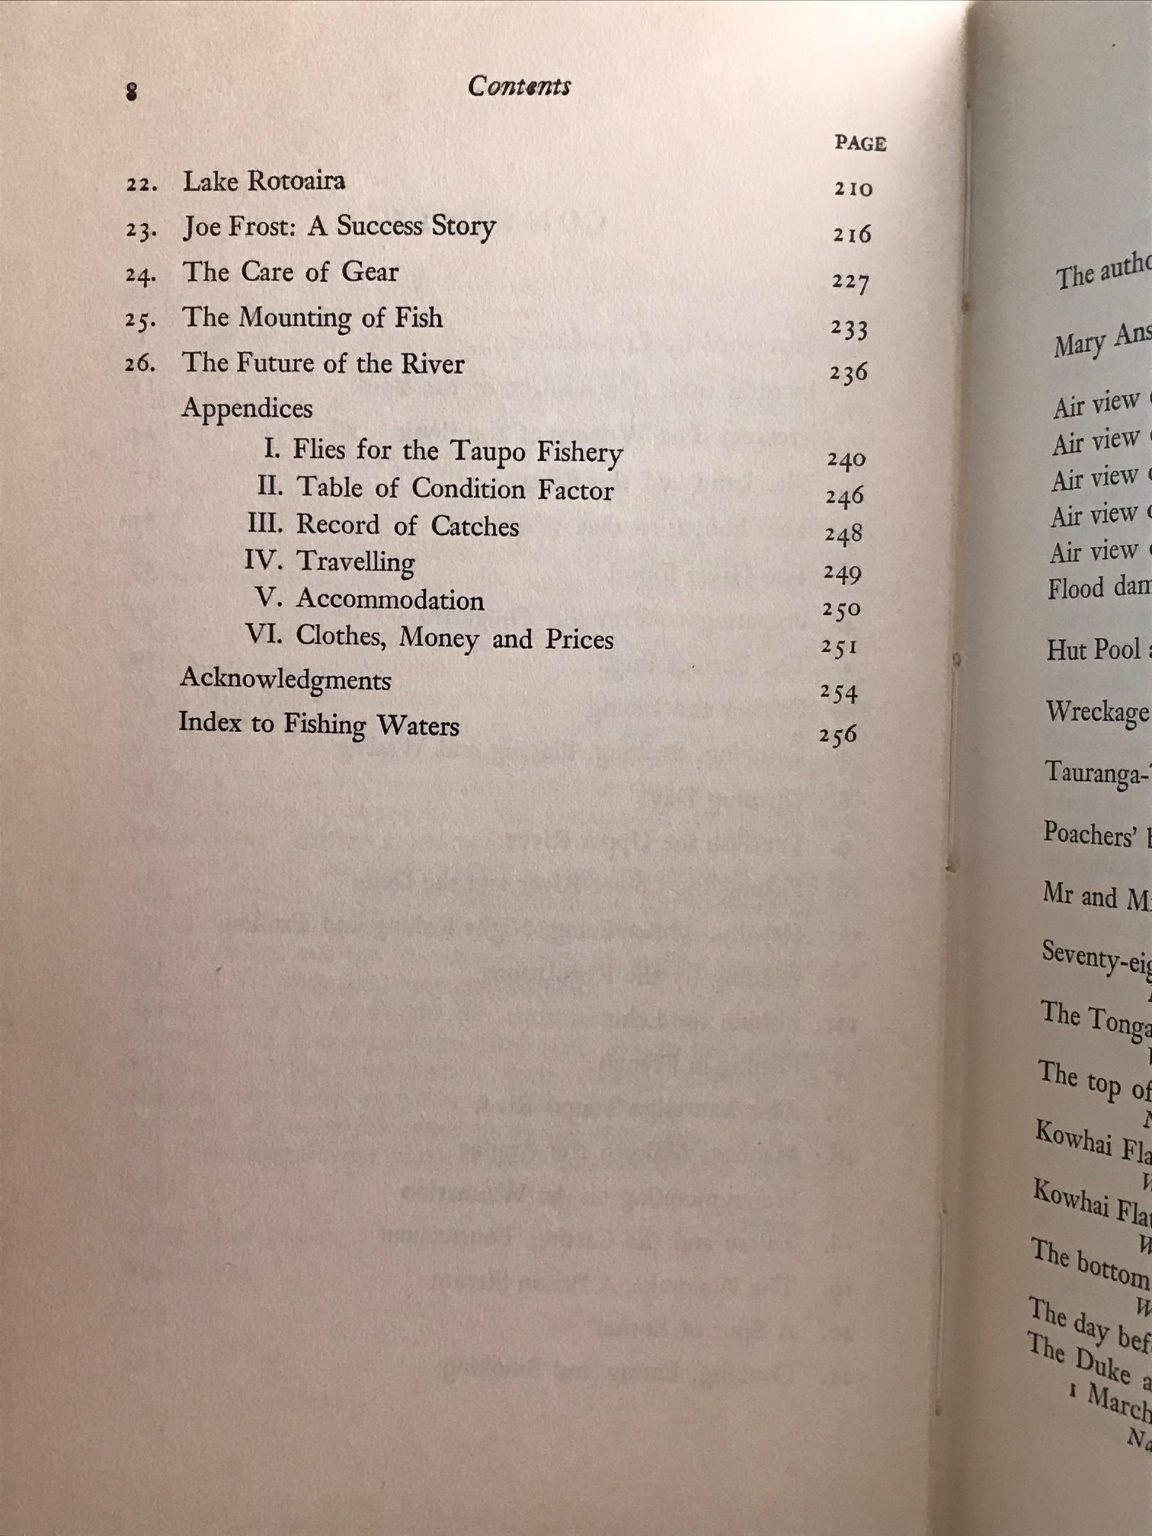 8 Contents
PAGE
22. Lake Rotoaira 210
23. Joe Frost: A Success Story 216
24. The Care of Gear 227
25. The Mounting of Fish 233
26. The Future of the River 236
Appendices
I. Flies for the Taupo Fishery 240
II. Table of Condition Factor 246
III. Record of Catches 248
IV. Travelling 249
V. Accommodation 250
VI. Clothes, Money and Prices 251
Acknowledgments 254
Index to Fishing Waters 256
The
Mary
Air view
Air view
Air view
Air view
Air view
Flood
Hut Pool
Wreckage
Tauranga-
Poachers'
Mr and
The
The top of
Kowhai
Kowhai
The bottom
The day
The Duke
1 March